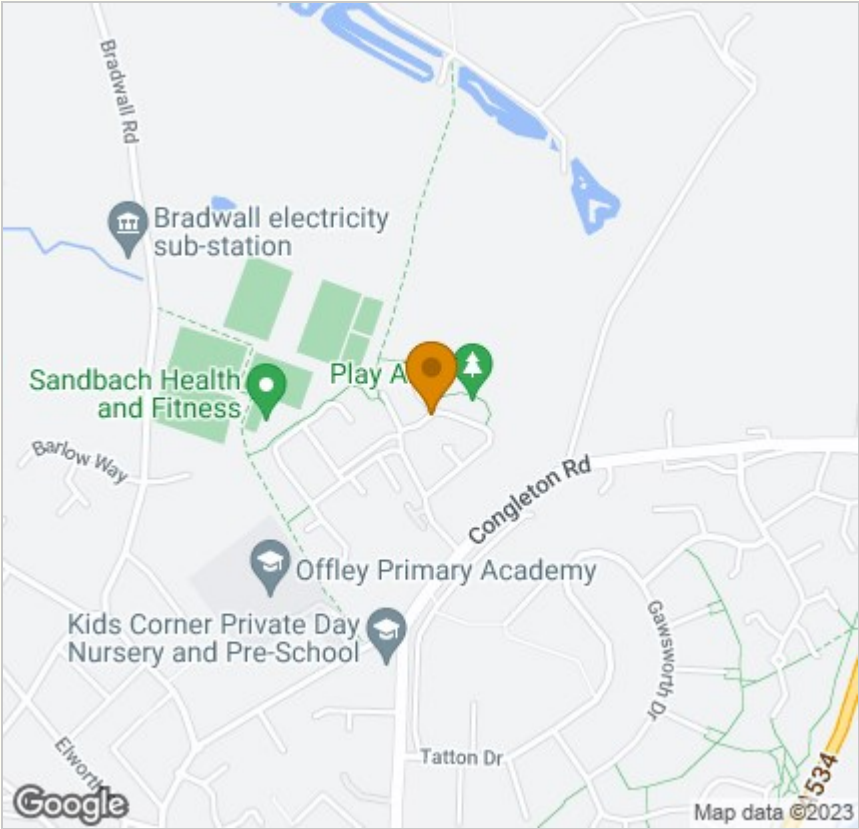 Bradwall Rd
Bradwall electricity
sub-station
Sandbach Health
and Fitness
Play A
Barlow Way
Congleton Rd
Offley Primary Academy
Kids Corner Private Day
Nursery and Pre-School
Gawsworth Dr
Elworth
Tatton Dr
534
Google
Map data ©2023